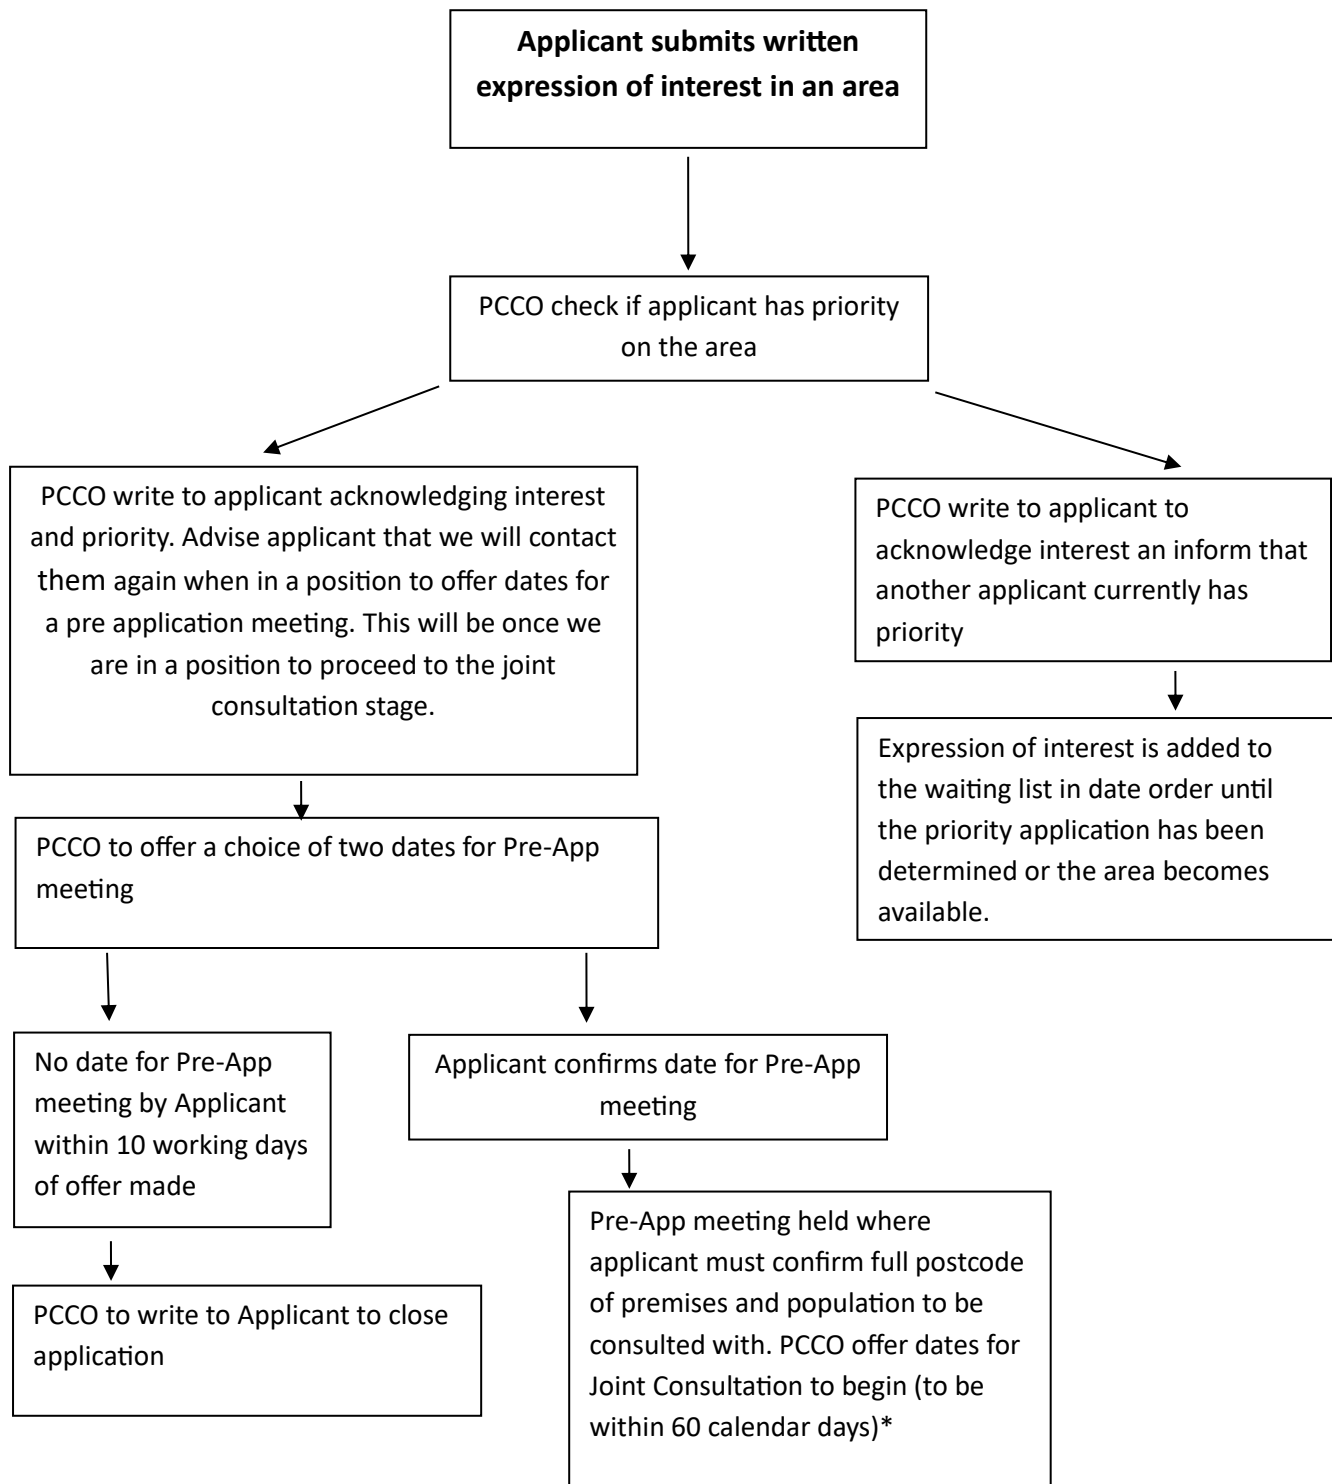 Applicant submits written
expression of interest in an area
PCCO check if applicant has priority
on the area
PCCO write to applicant acknowledging interest
and priority. Advise applicant that we will contact
them again when in a position to offer dates for
a pre application meeting. This will be once we
are in a position to proceed to the joint
consultation stage.
PCCO write to applicant to
acknowledge interest an inform that
another applicant currently has
priority
Expression of interest is added to
the waiting list in date order until
the priority application has been
determined or the area becomes
available.
PCCO to offer a choice of two dates for Pre-App
meeting
No date for Pre-App
meeting by Applicant
within 10 working days
of offer made
Applicant confirms date for Pre-App
meeting
PCCO to write to Applicant to close
application
Pre-App meeting held where
applicant must confirm full postcode
of premises and population to be
consulted with. PCCO offer dates for
Joint Consultation to begin (to be
within 60 calendar days)*